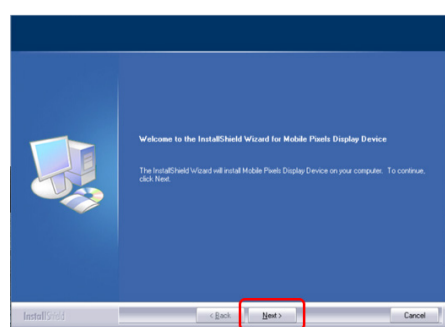 Welcome to the InstallShield Wizard for Mobile Pixels Display Device
The InstallShield Wizard will install Mobile Pixels Display Device on your computer. To continue,
click Next.
InstallShield
< Back
Next >
Cancel